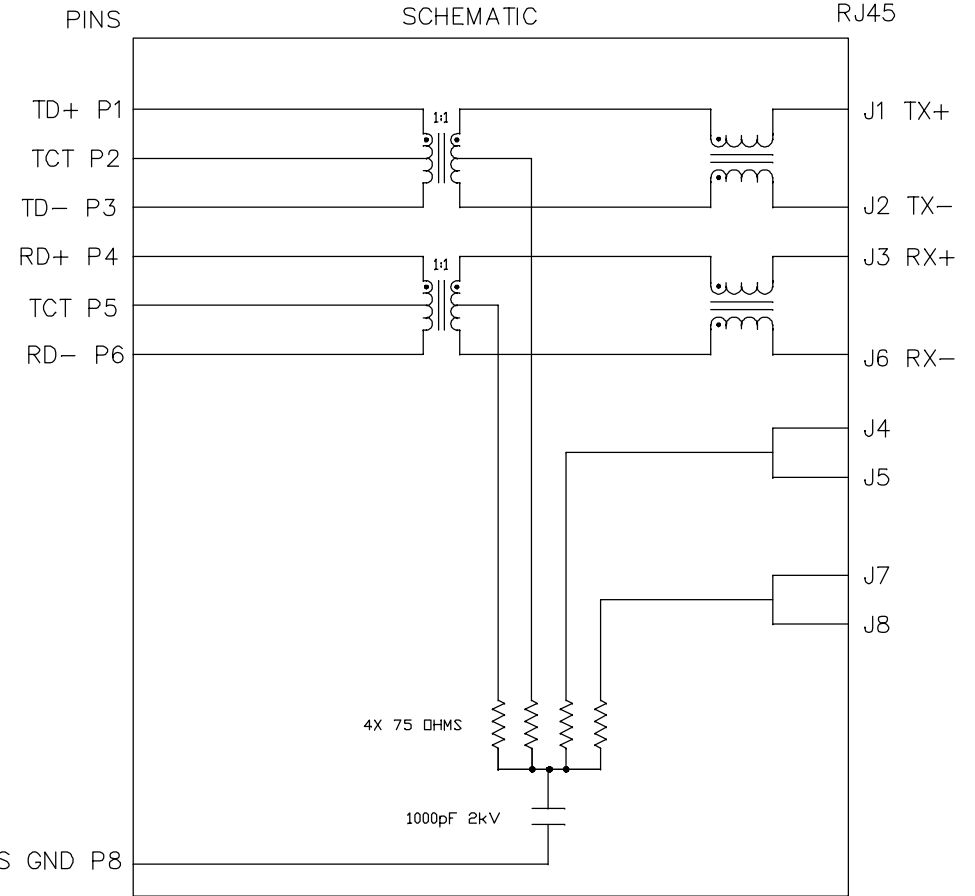 PINS SCHEMATIC RJ45
TD+ P1
1:1
J1 TX+
TCT P2
TD- P3
J2 TX-
RD+ P4
1:1
J3 RX+
TCT P5
RD- P6
J6 RX-
J4
J5
J7
J8
4X 75 OHMS
1000pF 2kV
S GND P8